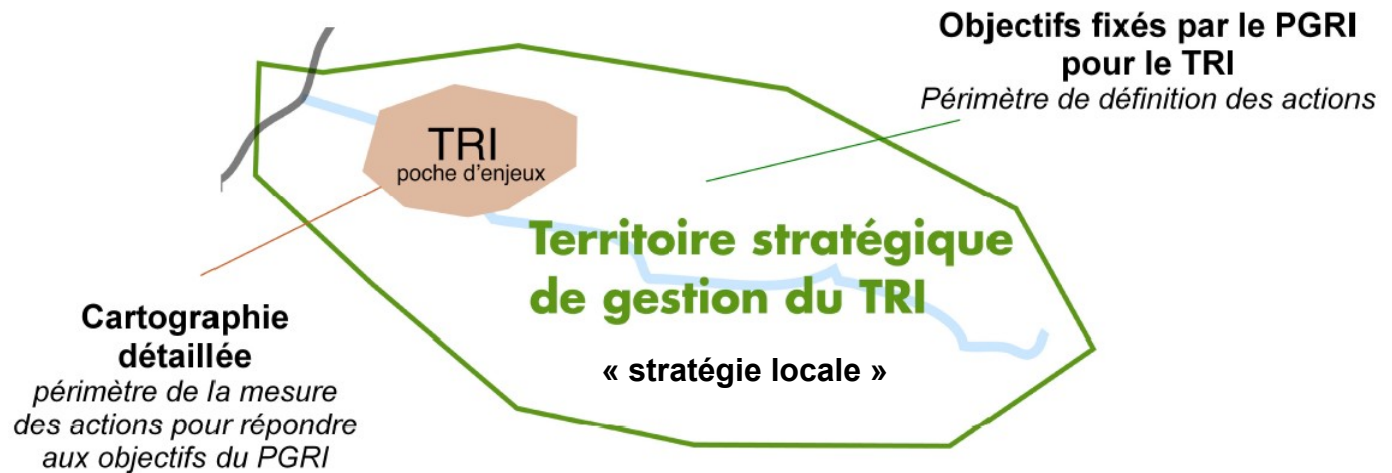 Objectifs fixés par le PGRI
pour le TRI
Périmètre de définition des actions
TRI
poche d'enjeux
Territoire stratégique
de gestion du TRI
« stratégie locale »
Cartographie
détaillée
périmètre de la mesure
des actions pour répondre
aux objectifs du PGRI